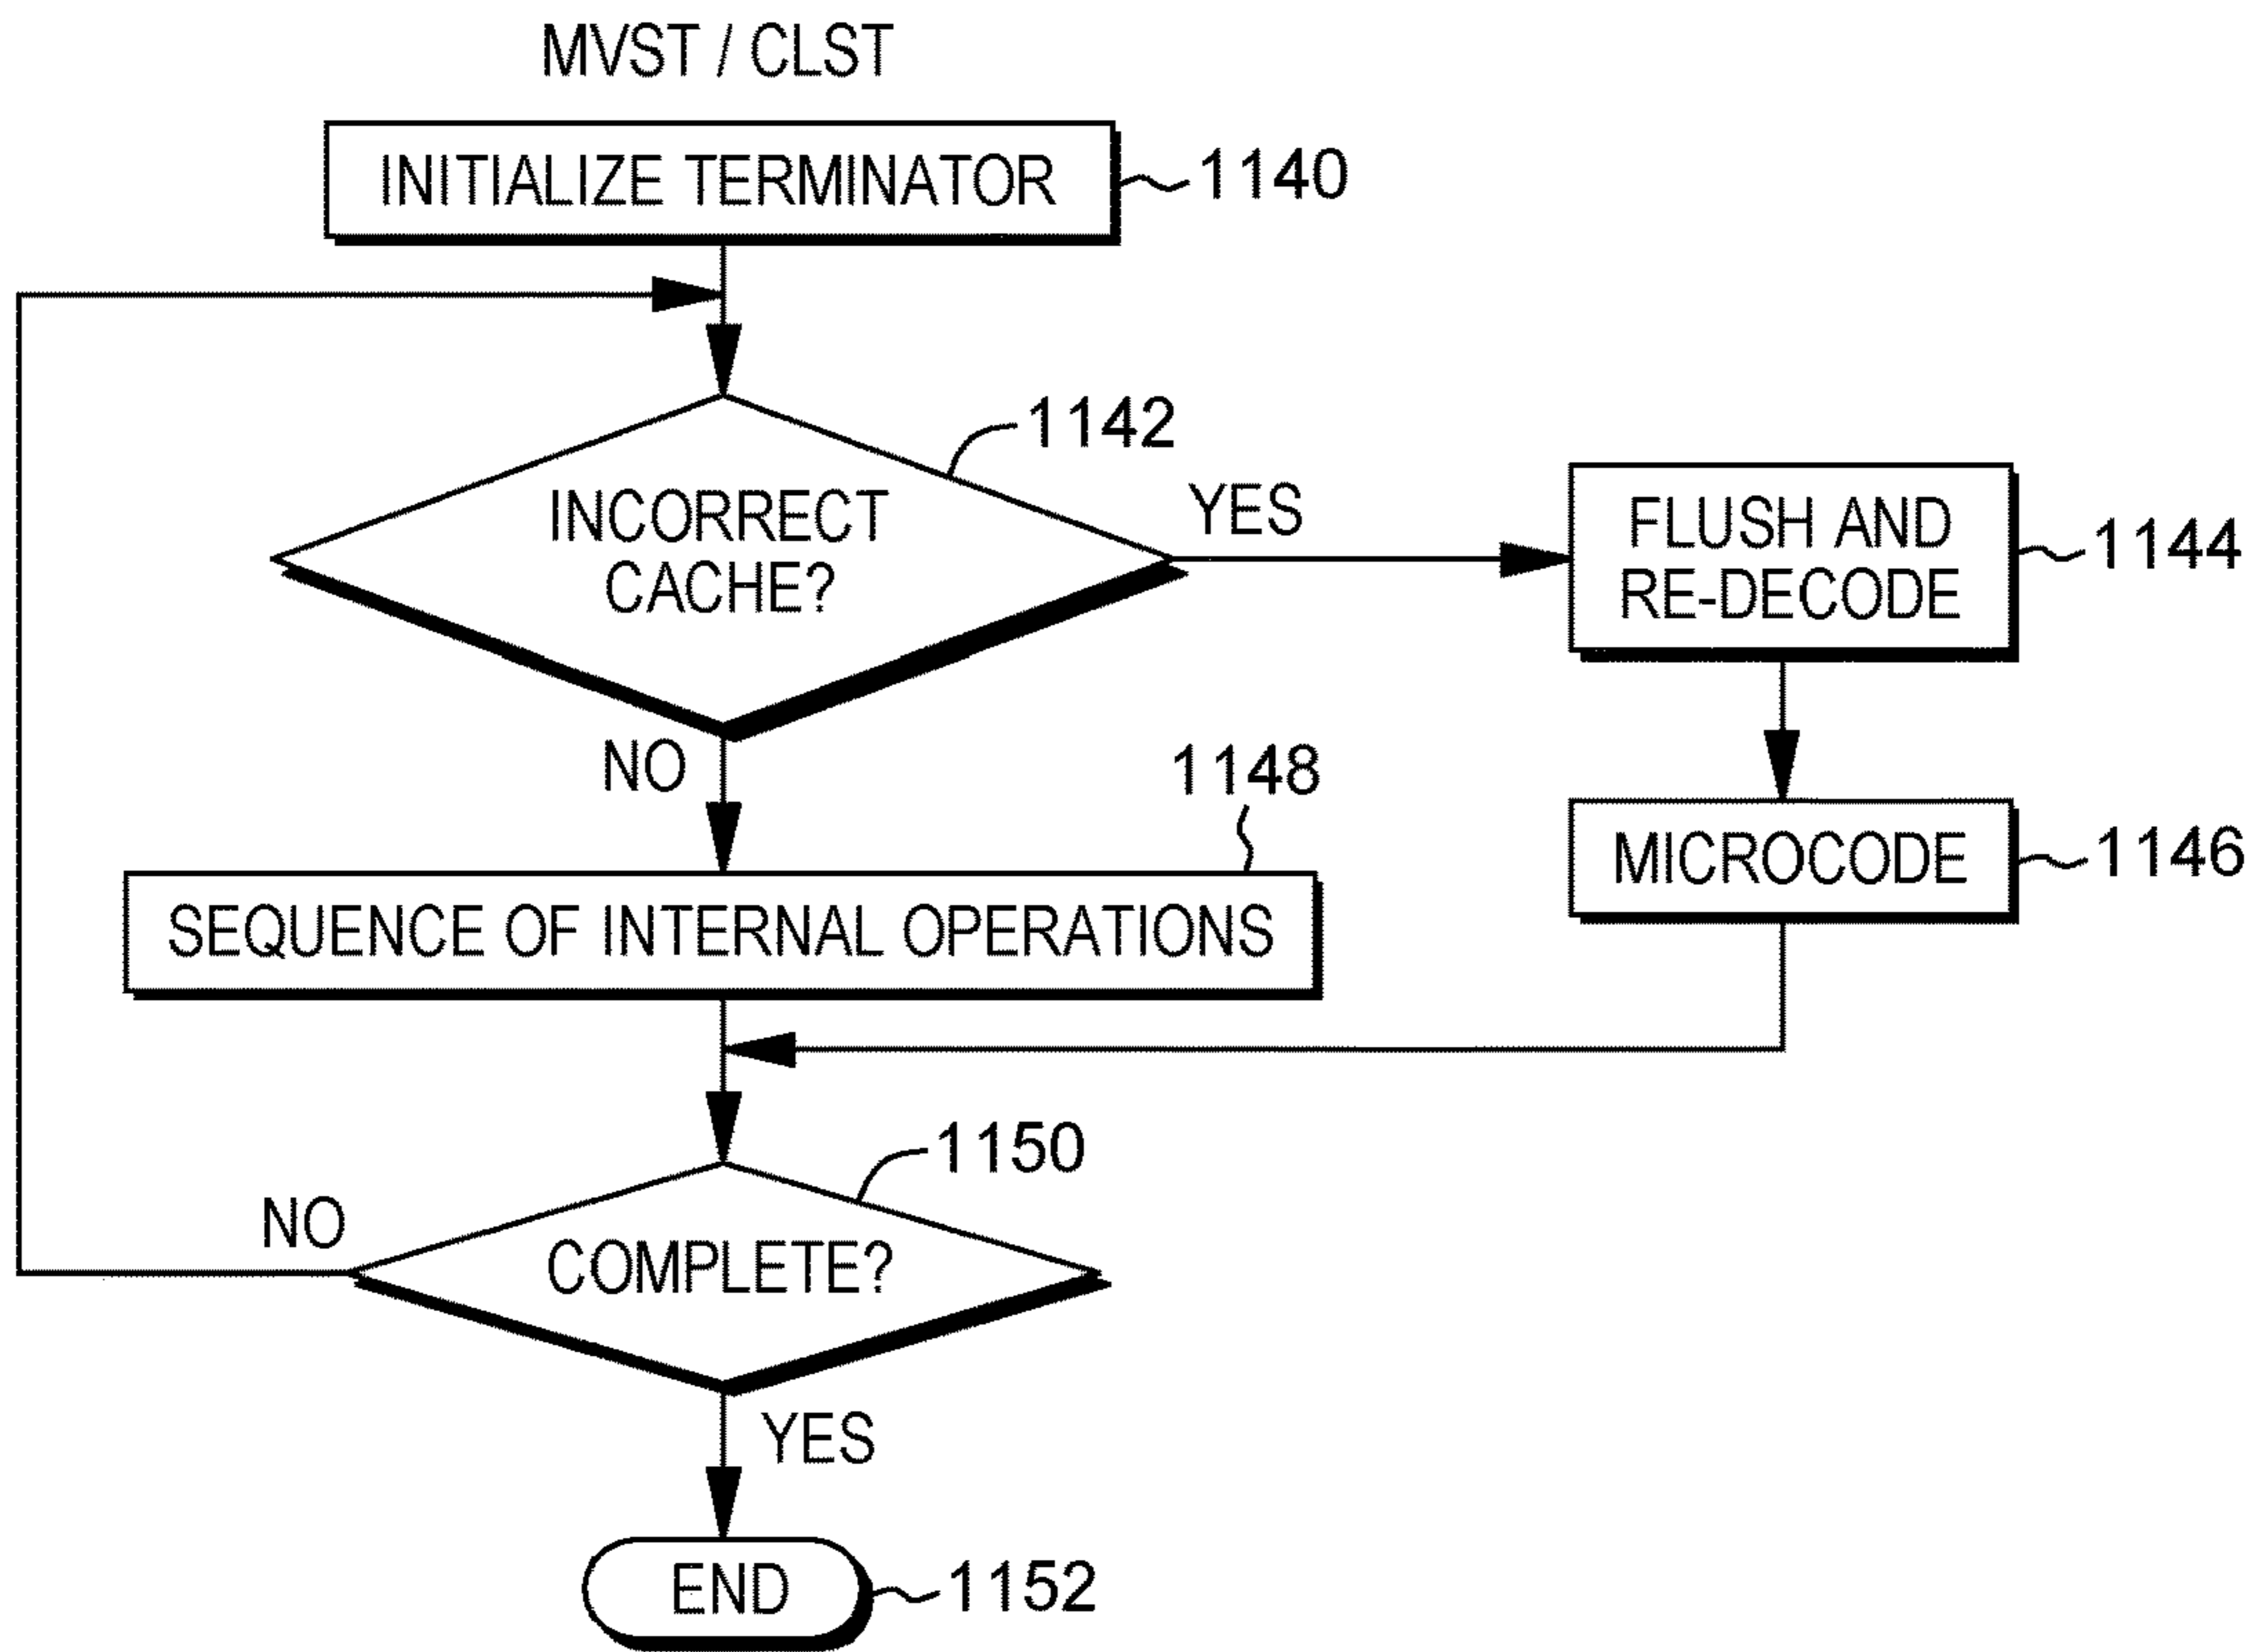 MVST / CLST
INITIALIZE TERMINATOR
1140
1142
INCORRECT
CACHE?
YES
FLUSH AND
RE-DECODE
1144
NO
1148
MICROCODE
1146
SEQUENCE OF INTERNAL OPERATIONS
1150
NO
COMPLETE?
YES
END
1152